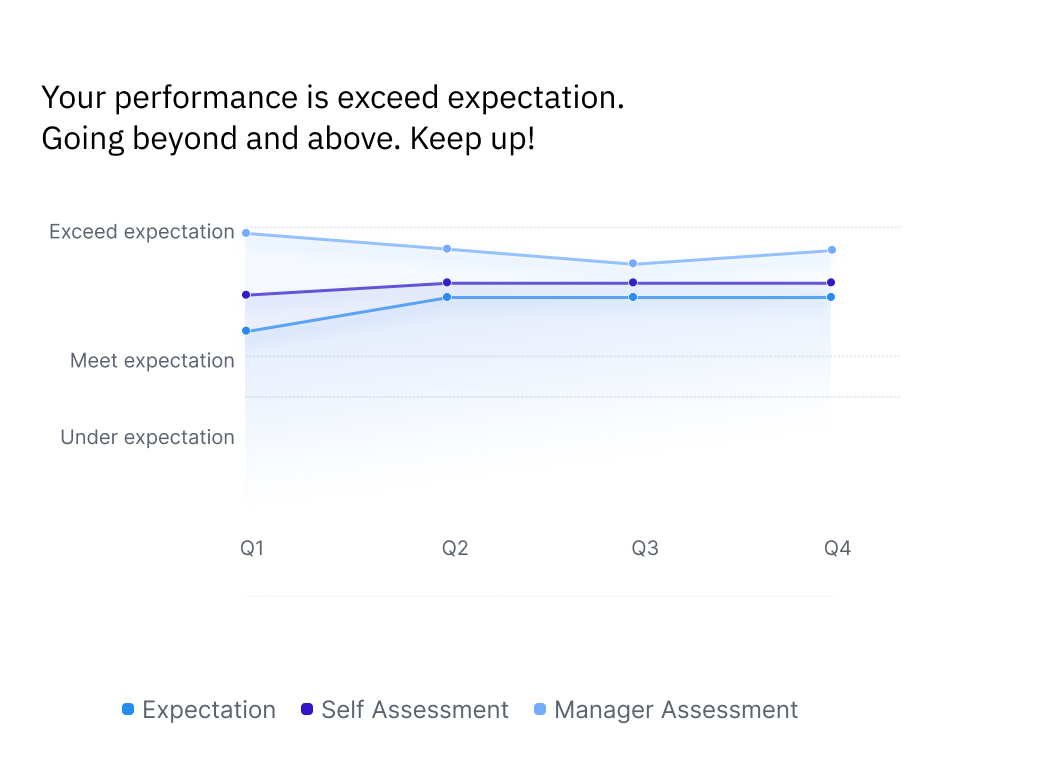 Your performance is exceed expectation.
Going beyond and above. Keep up!
Exceed expectation
Meet expectation
Under expectation
Q1 Q2 Q3 Q4
Expectation Self Assessment Manager Assessment